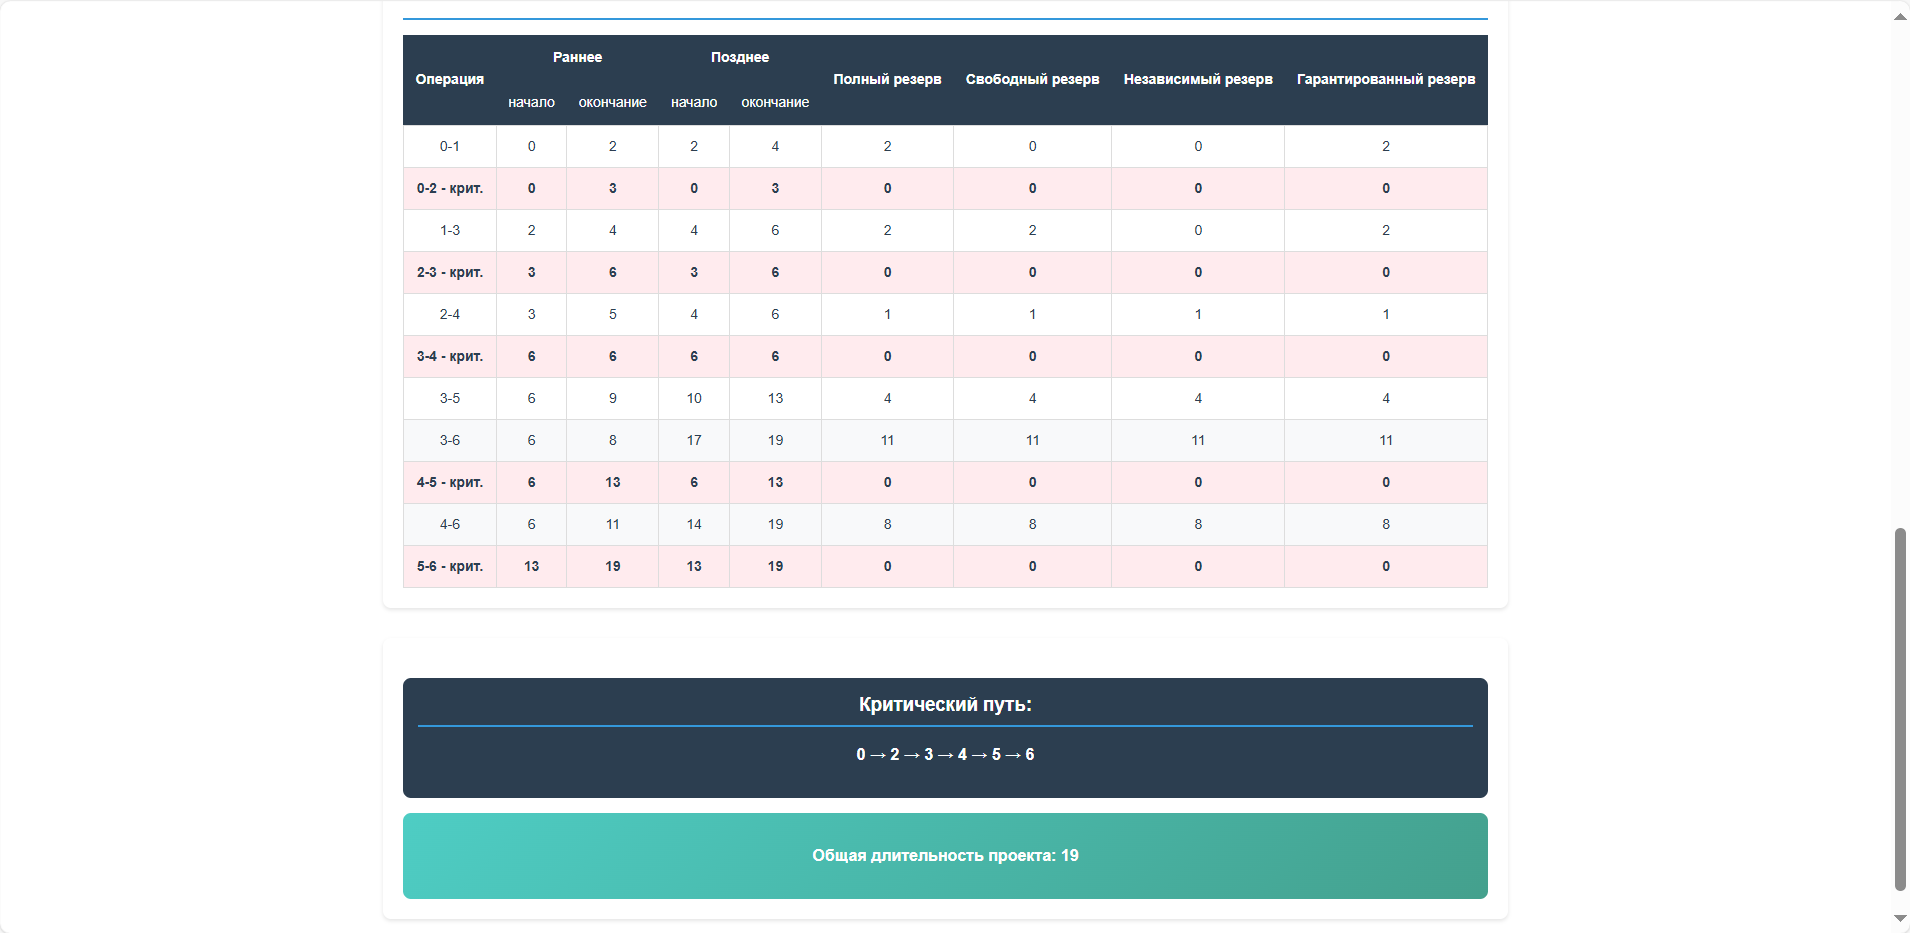 Операция Раннее Позднее Полный резерв Свободный резерв Независимый резерв Гарантированный резерв
начало окончание начало окончание
0-1 0 2 2 4 2 0 0 2
0-2 - крит. 0 3 0 3 0 0 0 0
1-3 2 4 4 6 2 2 0 2
2-3 - крит. 3 6 3 6 0 0 0 0
2-4 3 5 4 6 1 1 1 1
3-4 - крит. 6 6 6 6 0 0 0 0
3-5 6 9 10 13 4 4 4 4
3-6 6 8 17 19 11 11 11 11
4-5 - крит. 6 13 6 13 0 0 0 0
4-6 6 11 14 19 8 8 8 8
5-6 - крит. 13 19 13 19 0 0 0 0
Критический путь:
0 → 2 → 3 → 4 → 5 → 6
Общая длительность проекта: 19